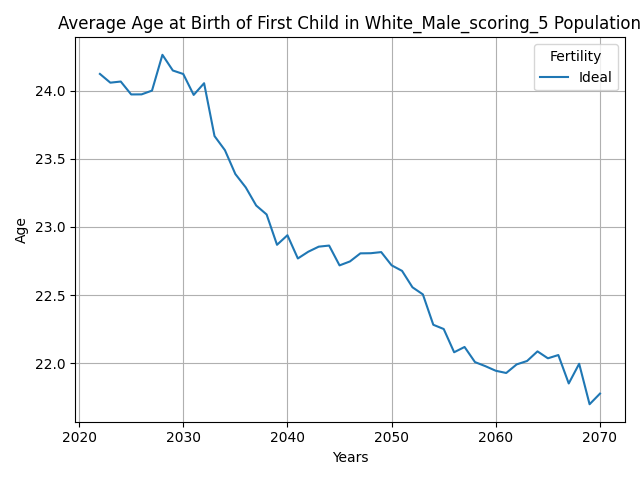 Average Age at Birth of First Child in White_Male_scoring_5 Population
Fertility
Ideal
Age
24.0
23.5
23.0
22.5
22.0
2020 2030 2040 2050 2060 2070
Years